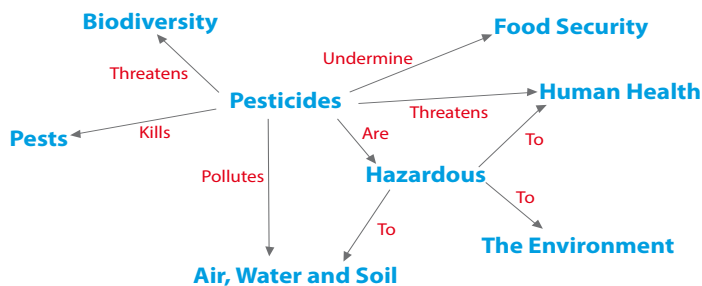 Biodiversity
Food Security
Undermine
Threatens
Pesticides
Human Health
Threatens
Pests
Kills
Are
To
Pollutes
Hazardous
To
To
The Environment
Air, Water and Soil